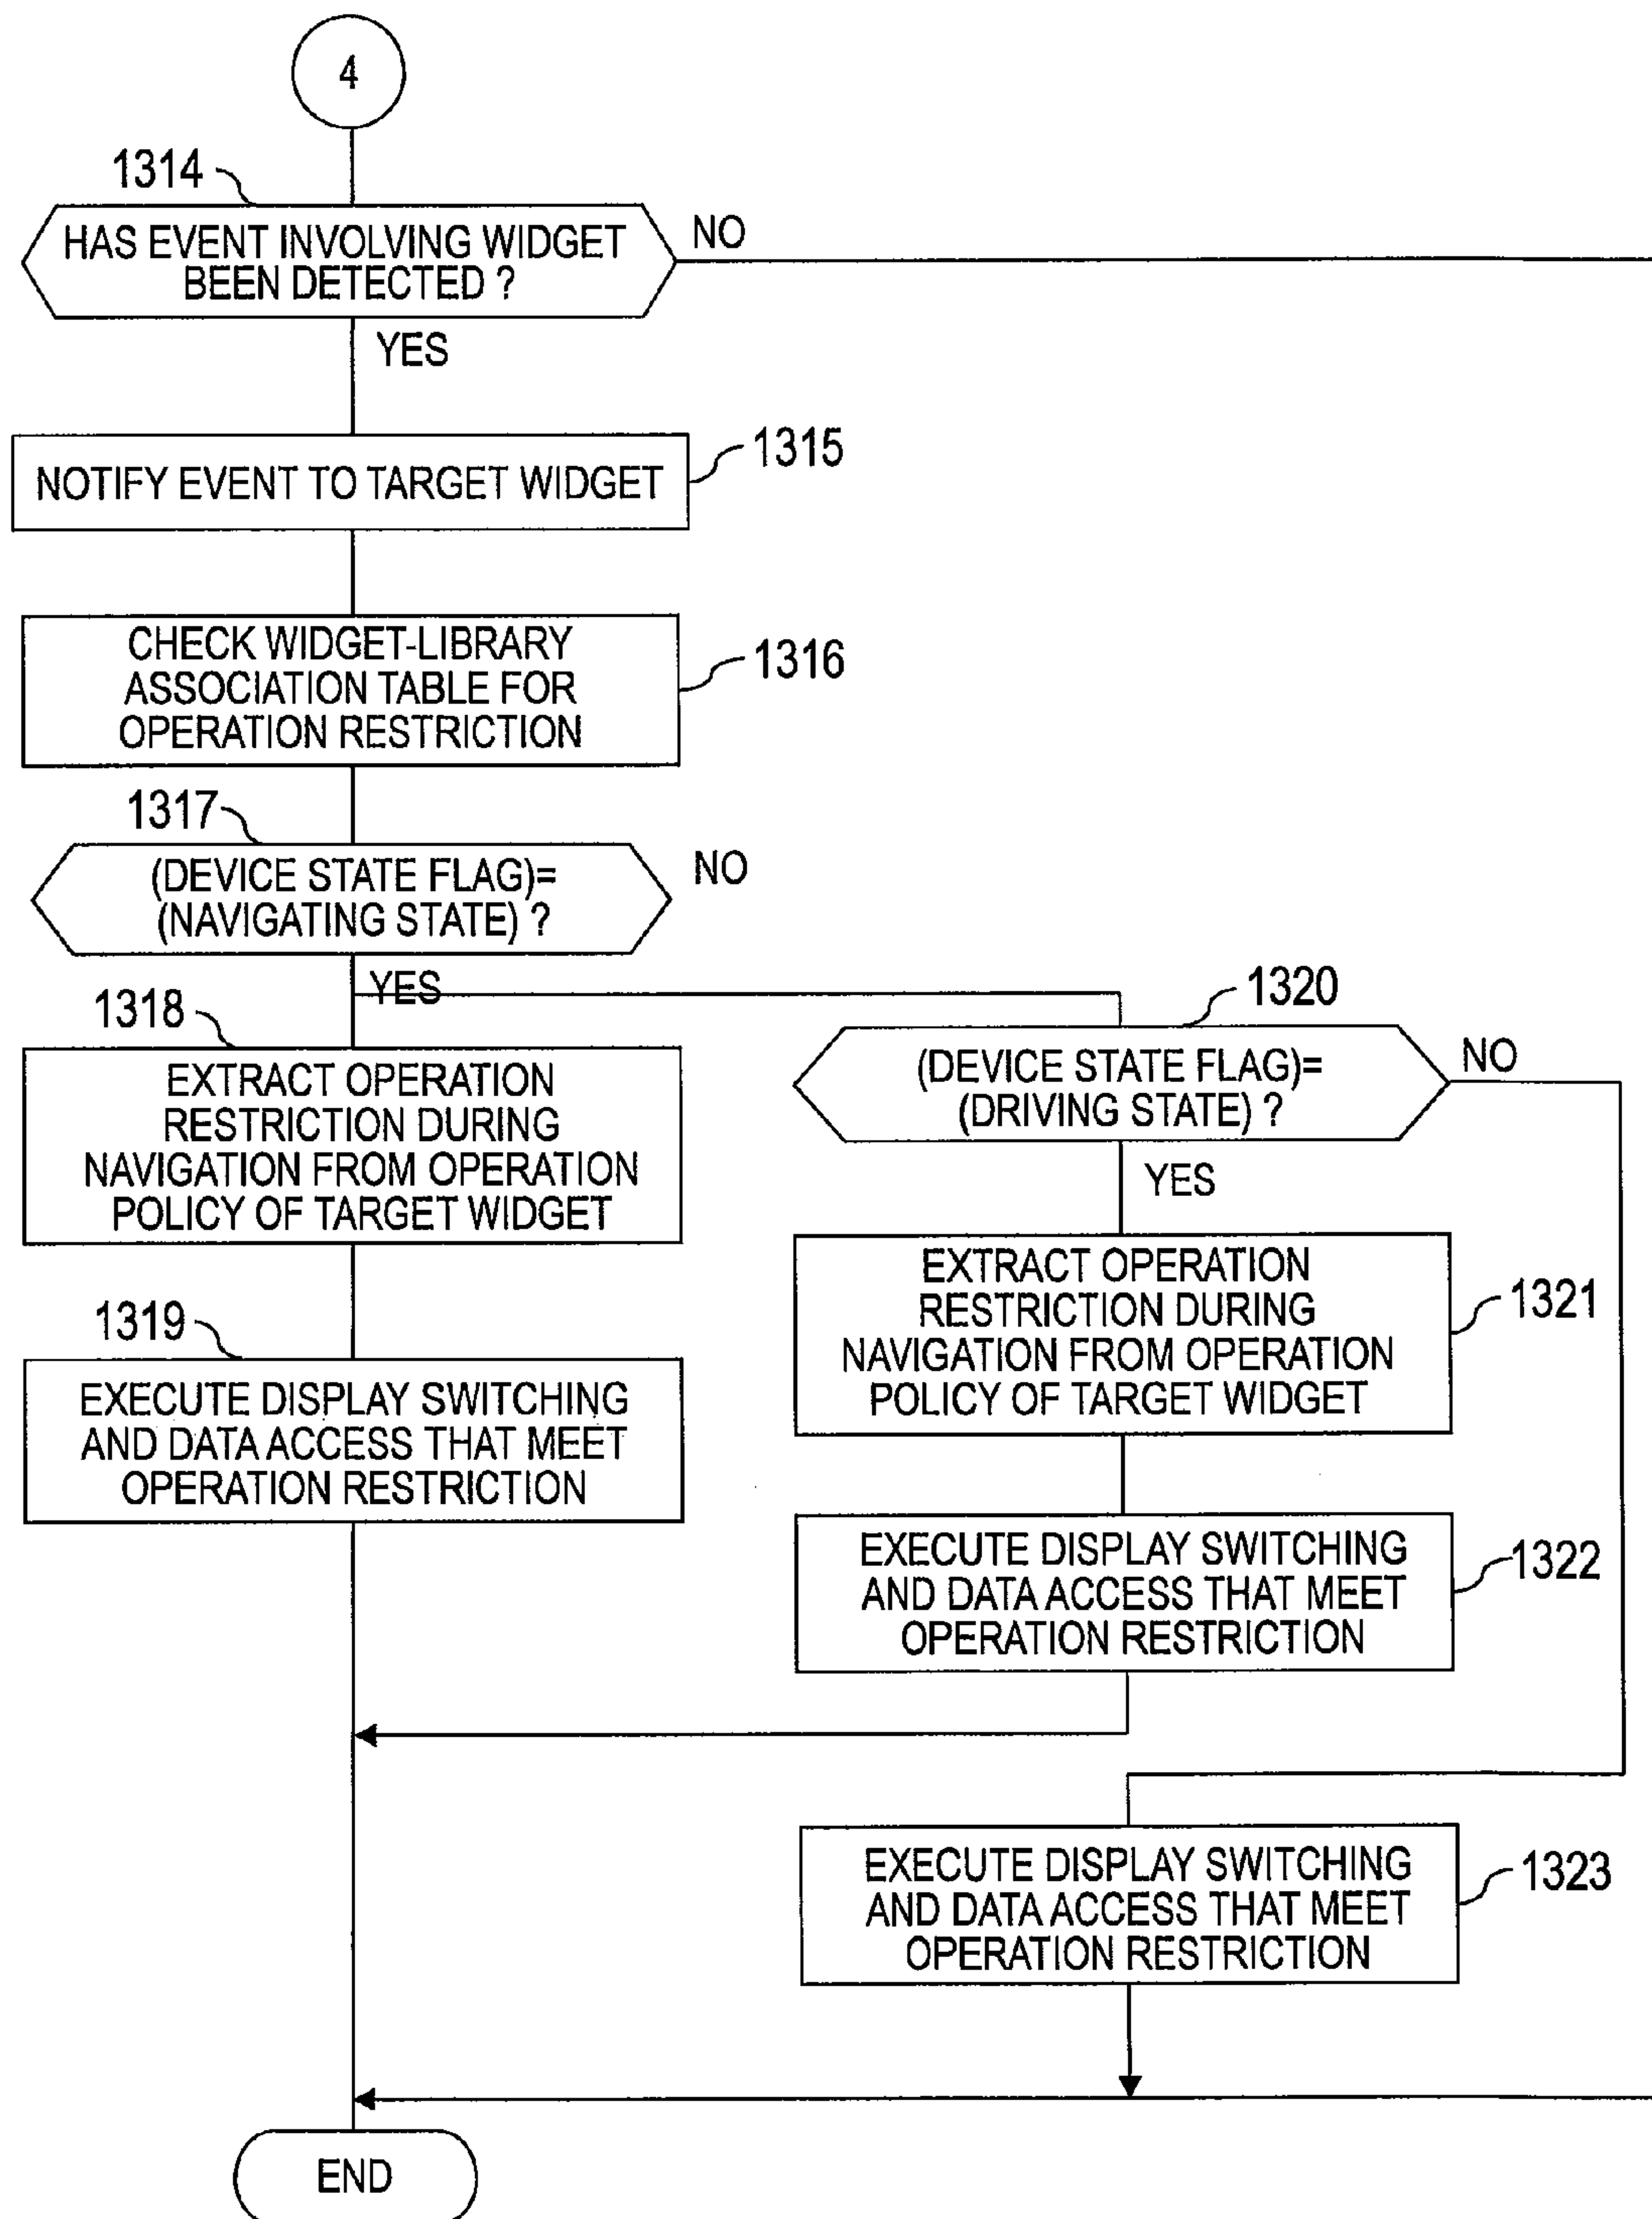 4
1314
HAS EVENT INVOLVING WIDGET
BEEN DETECTED ?
NO
YES
NOTIFY EVENT TO TARGET WIDGET
1315
CHECK WIDGET-LIBRARY
ASSOCIATION TABLE FOR
OPERATION RESTRICTION
1316
1317
(DEVICE STATE FLAG)=
(NAVIGATING STATE) ?
NO
YES
1318
EXTRACT OPERATION
RESTRICTION DURING
NAVIGATION FROM OPERATION
POLICY OF TARGET WIDGET
1319
EXECUTE DISPLAY SWITCHING
AND DATA ACCESS THAT MEET
OPERATION RESTRICTION
1320
(DEVICE STATE FLAG)=
(DRIVING STATE) ?
NO
YES
EXTRACT OPERATION
RESTRICTION DURING
NAVIGATION FROM OPERATION
POLICY OF TARGET WIDGET
1321
EXECUTE DISPLAY SWITCHING
AND DATA ACCESS THAT MEET
OPERATION RESTRICTION
1322
EXECUTE DISPLAY SWITCHING
AND DATA ACCESS THAT MEET
OPERATION RESTRICTION
1323
END